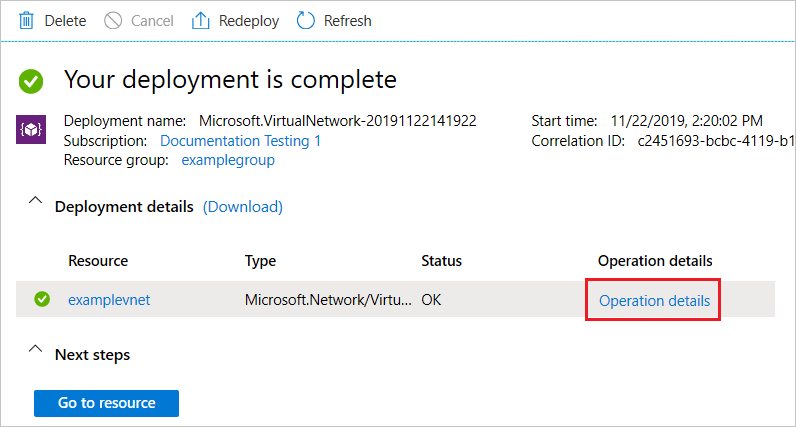 Delete Cancel Redeploy Refresh
Your deployment is complete
Deployment name: Microsoft.VirtualNetwork-20191122141922 Start time: 11/22/2019, 2:20:02 PM
Subscription: Documentation Testing 1 Correlation ID: c2451693-bcbc-4119-b1
Resource group: examplegroup
Deployment details (Download)
Resource Type Status Operation details
examplevnet Microsoft.Network/Virtu... OK Operation details
Next steps
Go to resource